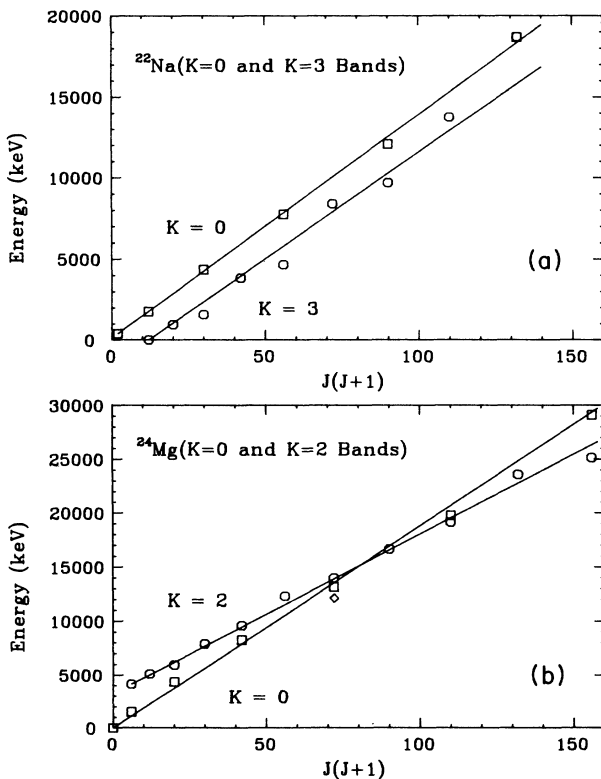 20000
15000
10000
5000
0
Energy (keV)
²²Na(K=0 and K=3 Bands)
K = 0
K = 3
(a)
0
50
100
150
J(J+1)
30000
25000
20000
15000
10000
5000
0
Energy (keV)
²⁴Mg(K=0 and K=2 Bands)
K = 2
K = 0
(b)
0
50
100
150
J(J+1)